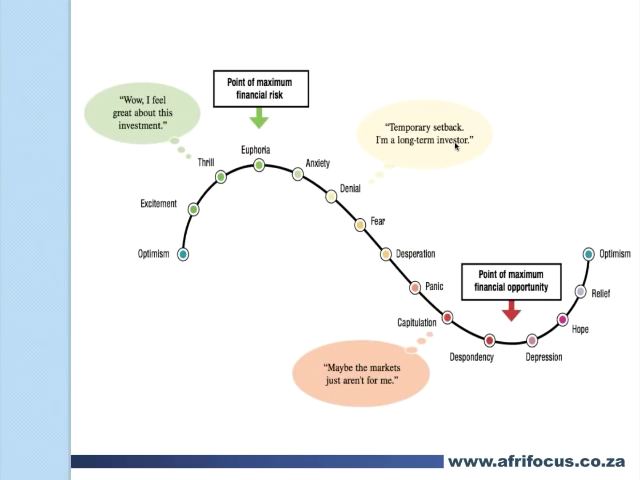 Point of maximum
financial risk
“Wow, I feel
great about this
investment.”
“Temporary setback.
I'm a long-term investor.”
Euphoria
Thrill
Anxiety
Denial
Excitement
Fear
Optimism
Desperation
Optimism
Point of maximum
financial opportunity
Panic
Relief
Capitulation
Hope
Despondency
Depression
“Maybe the markets
just aren't for me.”
www.afrifocus.co.za